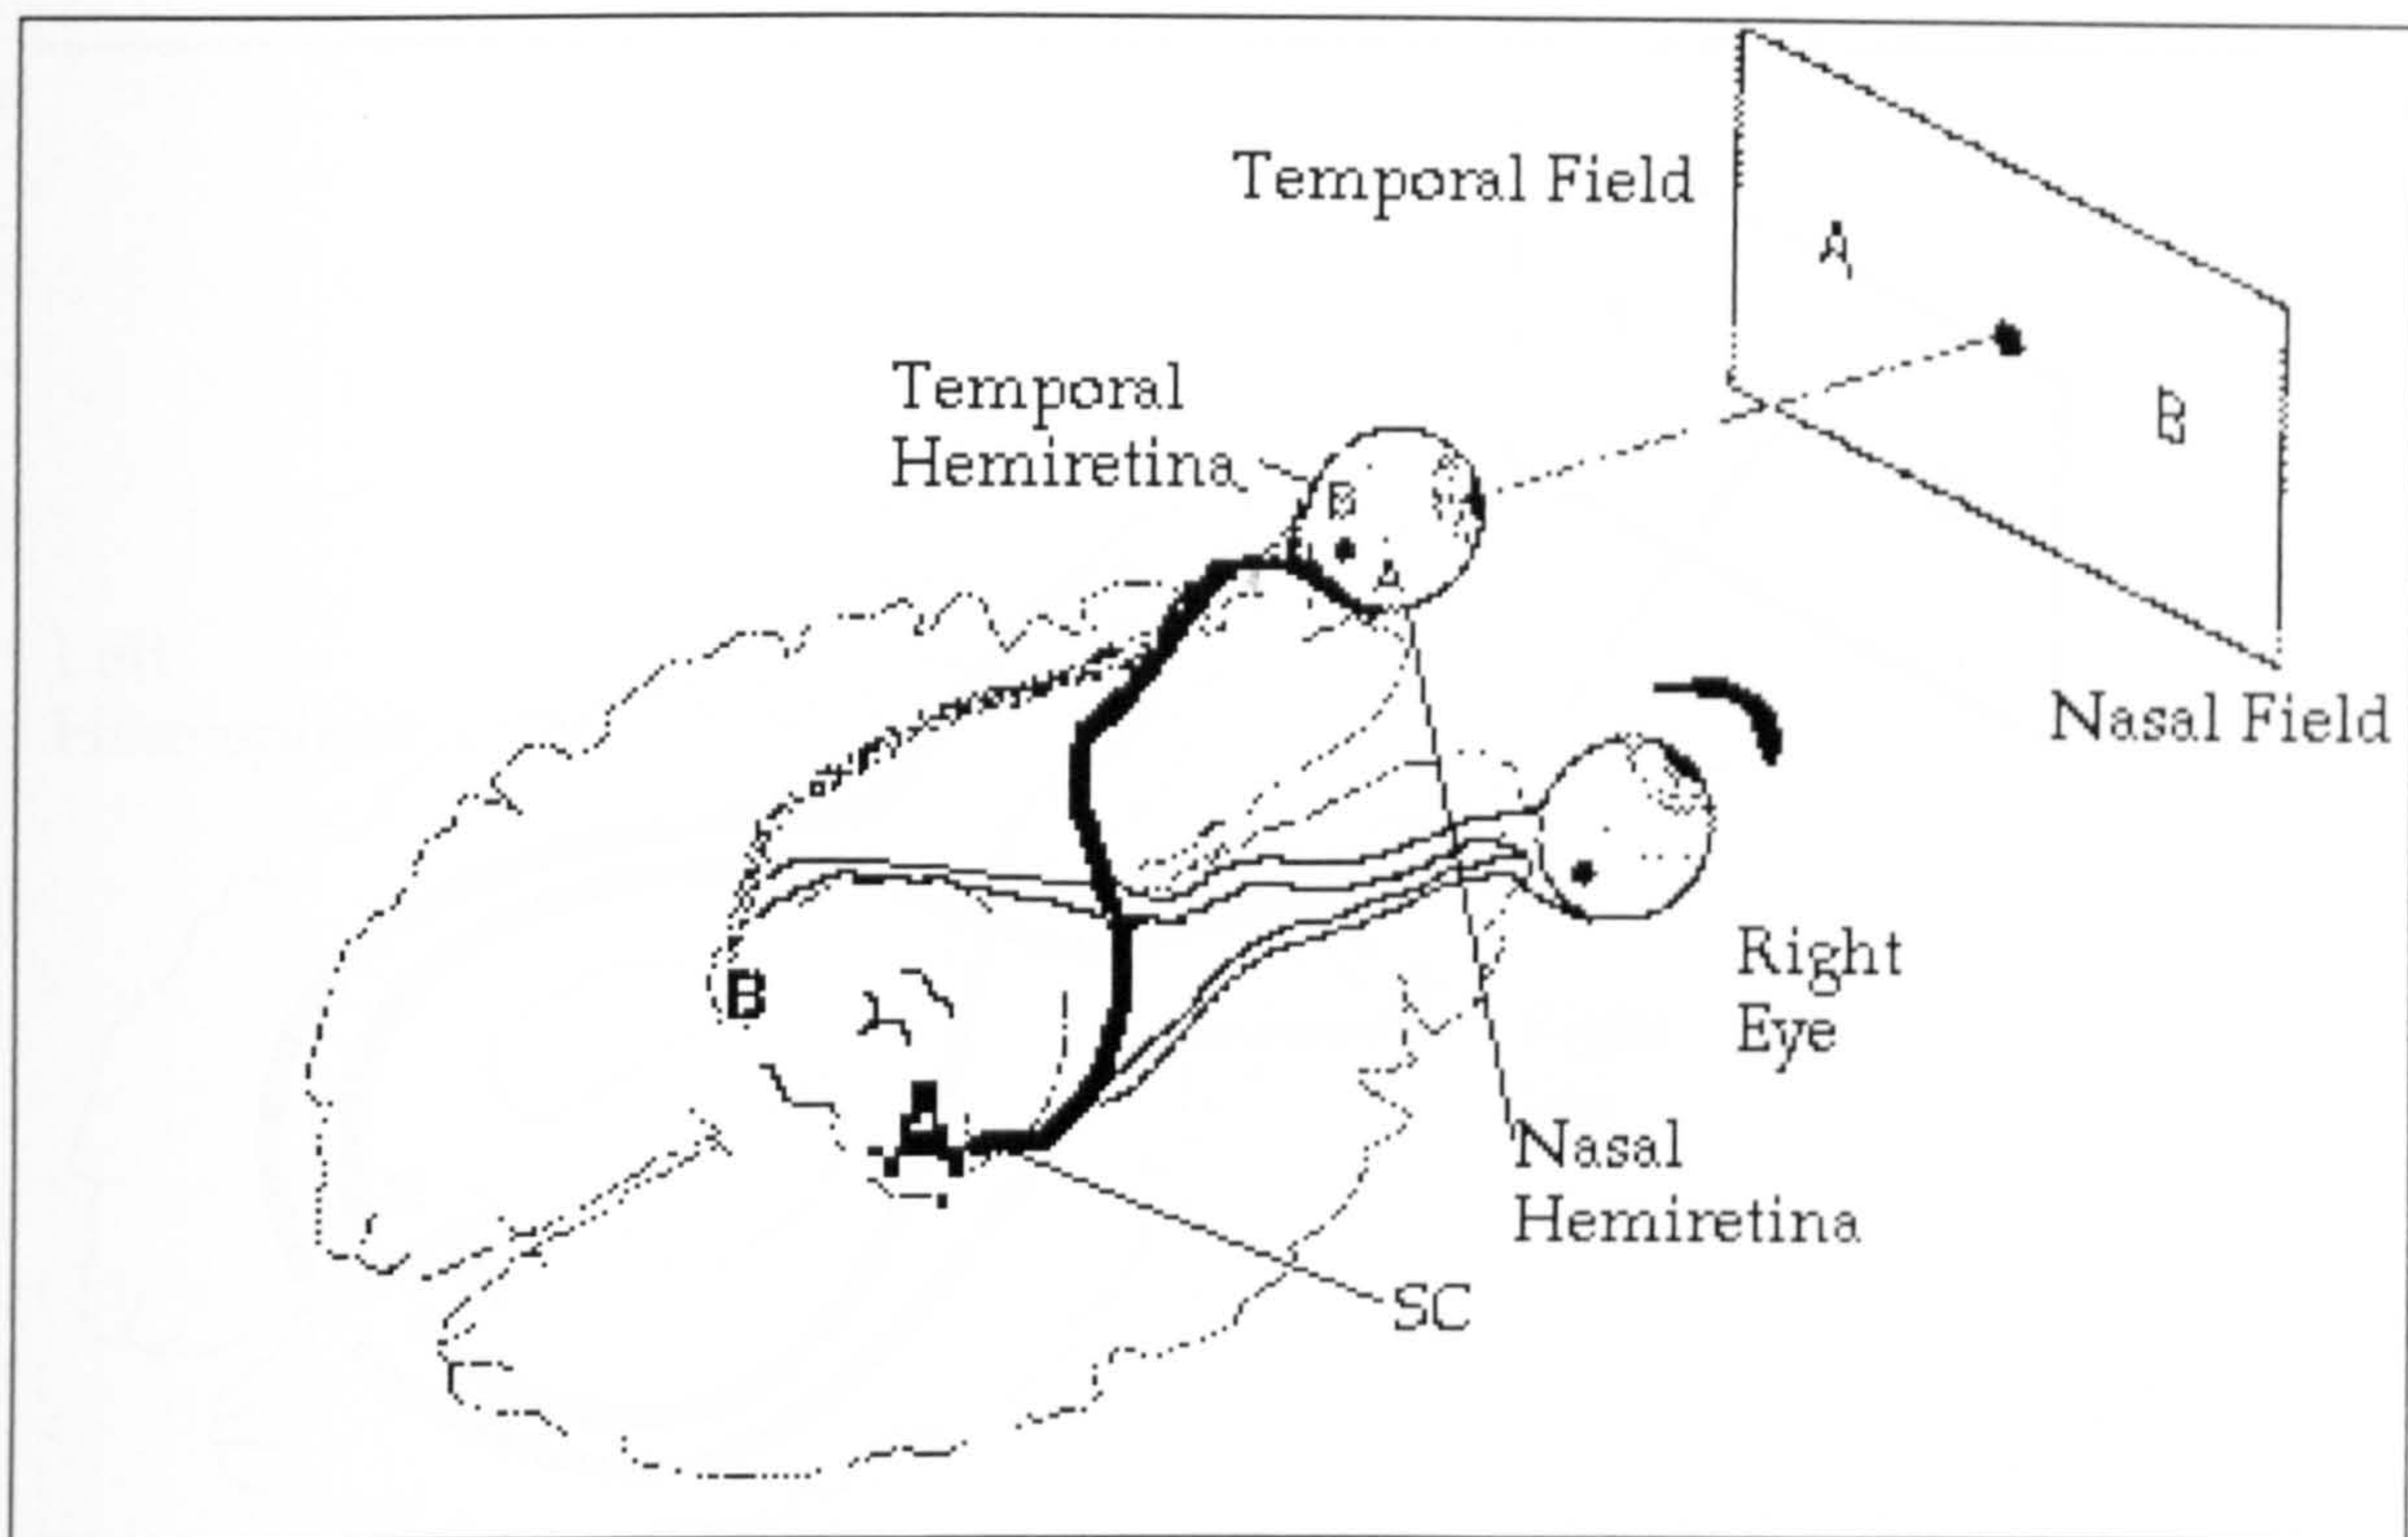 Temporal Field
A
B
Temporal
Hemiretina
B
A
Nasal Field
Right
Eye
B
A
Nasal
Hemiretina
SC